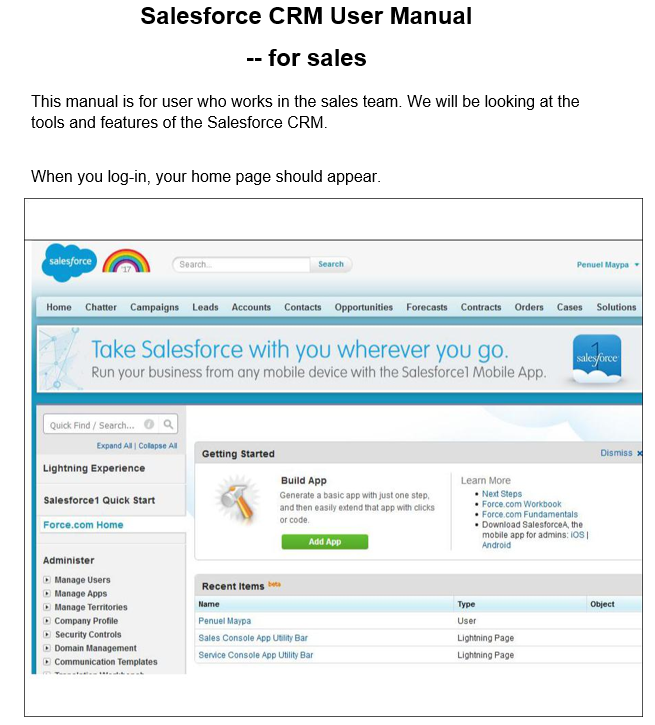 Salesforce CRM User Manual
-- for sales
This manual is for user who works in the sales team. We will be looking at the
tools and features of the Salesforce CRM.
When you log-in, your home page should appear.
salesforce
'17
Search...
Search
Penuel Maypa
Home Chatter Campaigns Leads Accounts Contacts Opportunities Forecasts Contracts Orders Cases Solutions
Take Salesforce with you wherever you go.
Run your business from any mobile device with the Salesforce1 Mobile App.
1
salesforce
Quick Find / Search...
Expand All | Collapse All
Lightning Experience
Salesforce1 Quick Start
Force.com Home
Administer
Manage Users
Manage Apps
Manage Territories
Company Profile
Security Controls
Domain Management
Communication Templates
Getting Started
Dismiss x
Build App
Generate a basic app with just one step,
and then easily extend that app with clicks
or code.
Add App
Learn More
• Next Steps
• Force.com Workbook
• Force.com Fundamentals
• Download SalesforceA, the
mobile app for admins: iOS |
Android
Recent Items beta
Name Type Object
Penuel Maypa User
Sales Console App Utility Bar Lightning Page
Service Console App Utility Bar Lightning Page